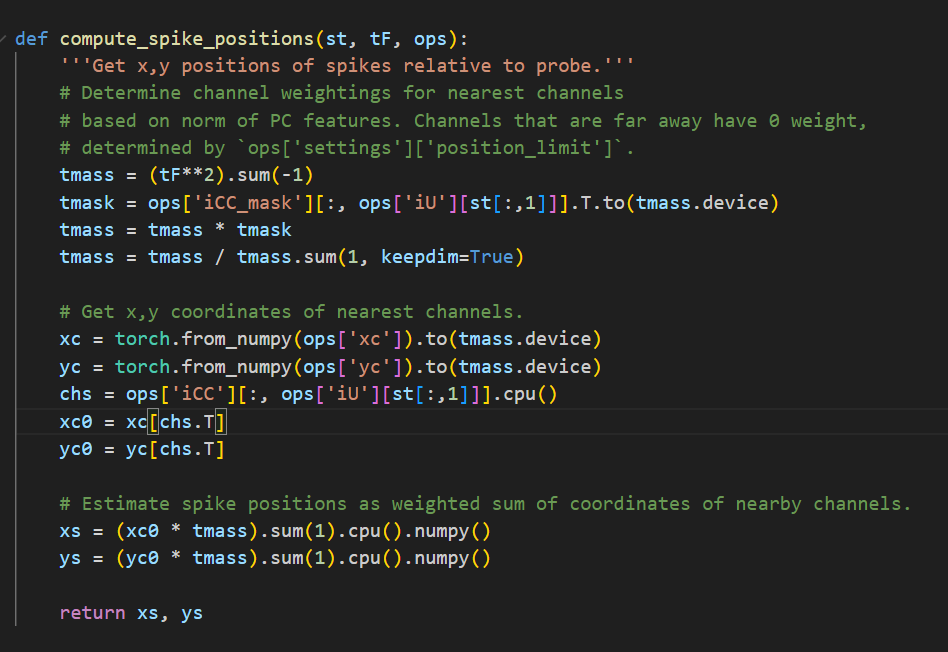 def compute_spike_positions(st, tF, ops):
    '''Get x,y positions of spikes relative to probe.'''
    # Determine channel weightings for nearest channels
    # based on norm of PC features. Channels that are far away have 0 weight,
    # determined by `ops['settings']['position_limit']`.
    tmass = (tF**2).sum(-1)
    tmask = ops['iCC_mask'][:, ops['iU'][st[:,1]]].T.to(tmass.device)
    tmass = tmass * tmask
    tmass = tmass / tmass.sum(1, keepdim=True)

    # Get x,y coordinates of nearest channels.
    xc = torch.from_numpy(ops['xc']).to(tmass.device)
    yc = torch.from_numpy(ops['yc']).to(tmass.device)
    chs = ops['iCC'][:, ops['iU'][st[:,1]]].cpu()
    xc0 = xc[chs.T]
    yc0 = yc[chs.T]

    # Estimate spike positions as weighted sum of coordinates of nearby channels.
    xs = (xc0 * tmass).sum(1).cpu().numpy()
    ys = (yc0 * tmass).sum(1).cpu().numpy()

    return xs, ys